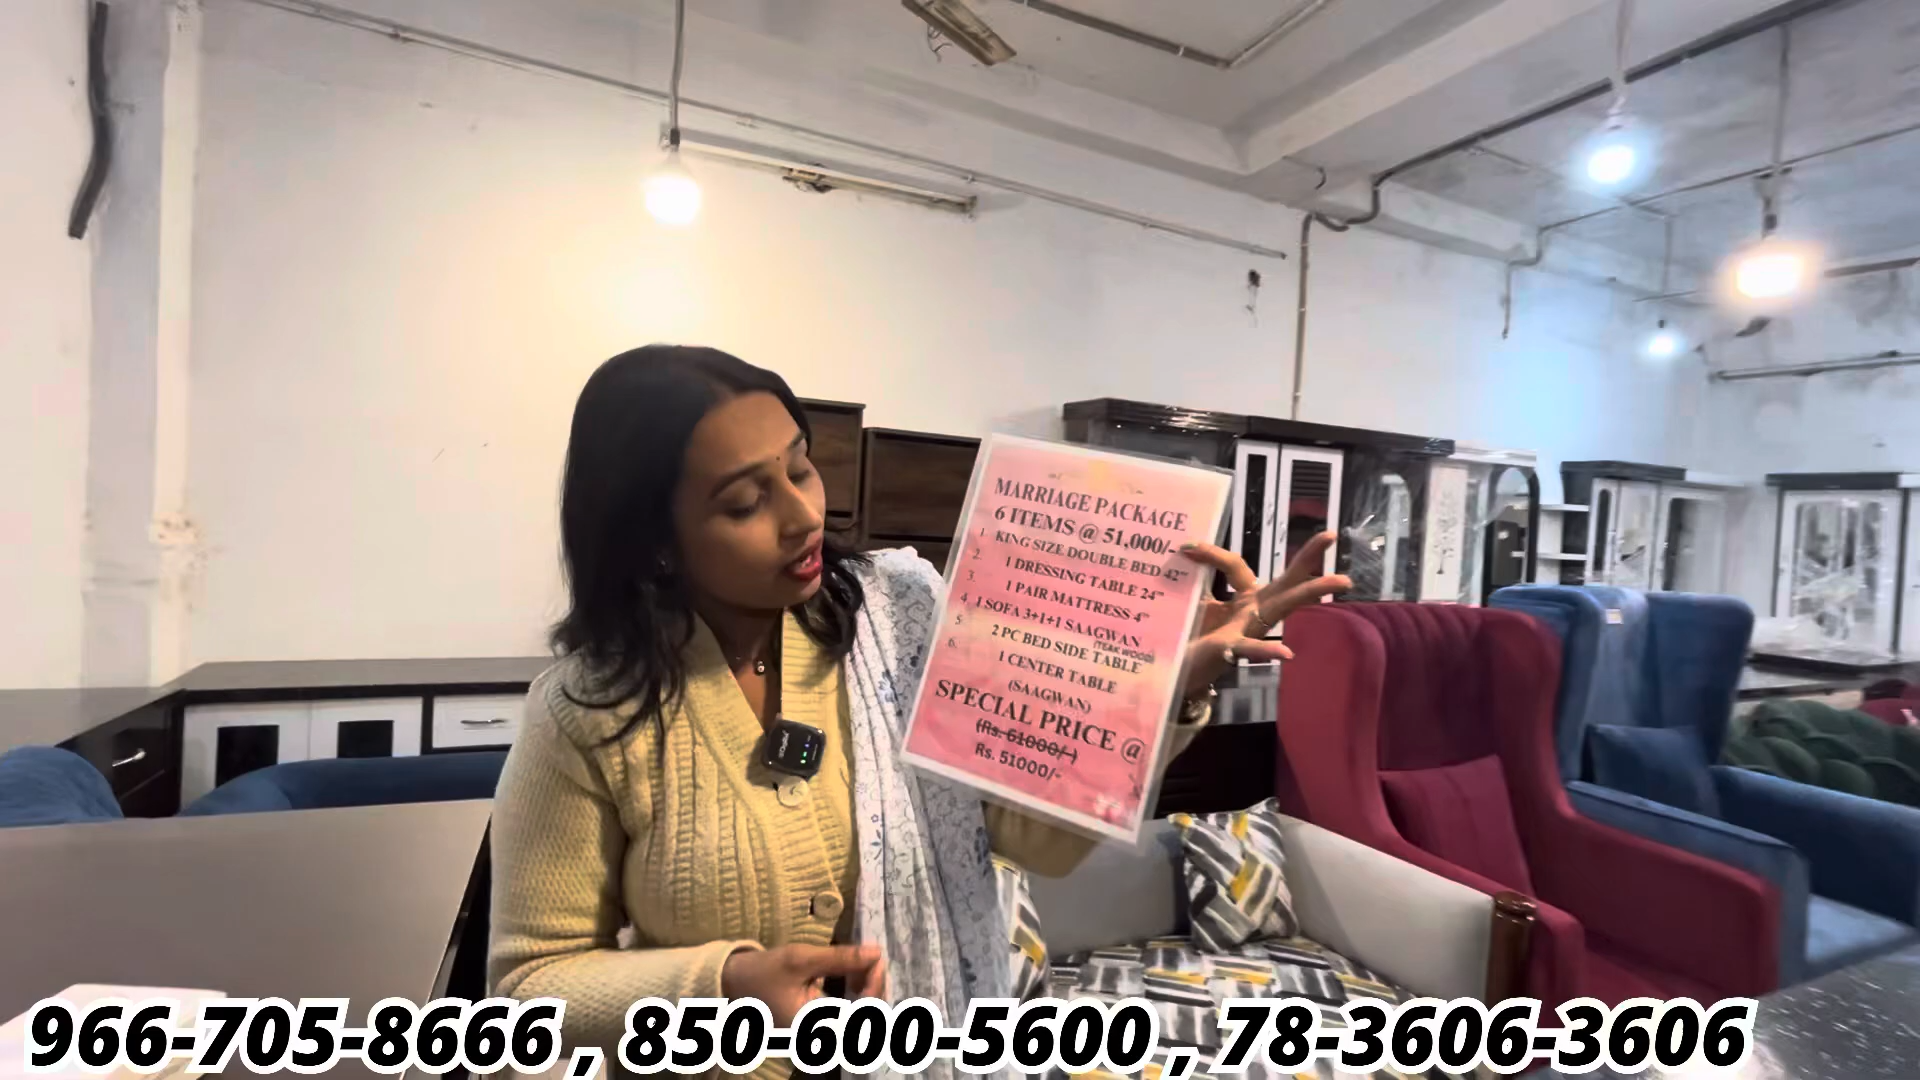 MARRIAGE PACKAGE
6 ITEMS @ 51,000/-
1. KING SIZE DOUBLE BED 42""
2. 1 DRESSING TABLE 24""
3. 1 PAIR MATTRESS 4""
4. 1 SOFA 3+1+1 SAAGWAN
(TEAK WOOD)
5. 2 PC BED SIDE TABLE
6. 1 CENTER TABLE
(SAAGWAN)
SPECIAL PRICE @
(Rs. 61000/-)
Rs. 51000/-
966-705-8666 , 850-600-5600 , 78-3606-3606